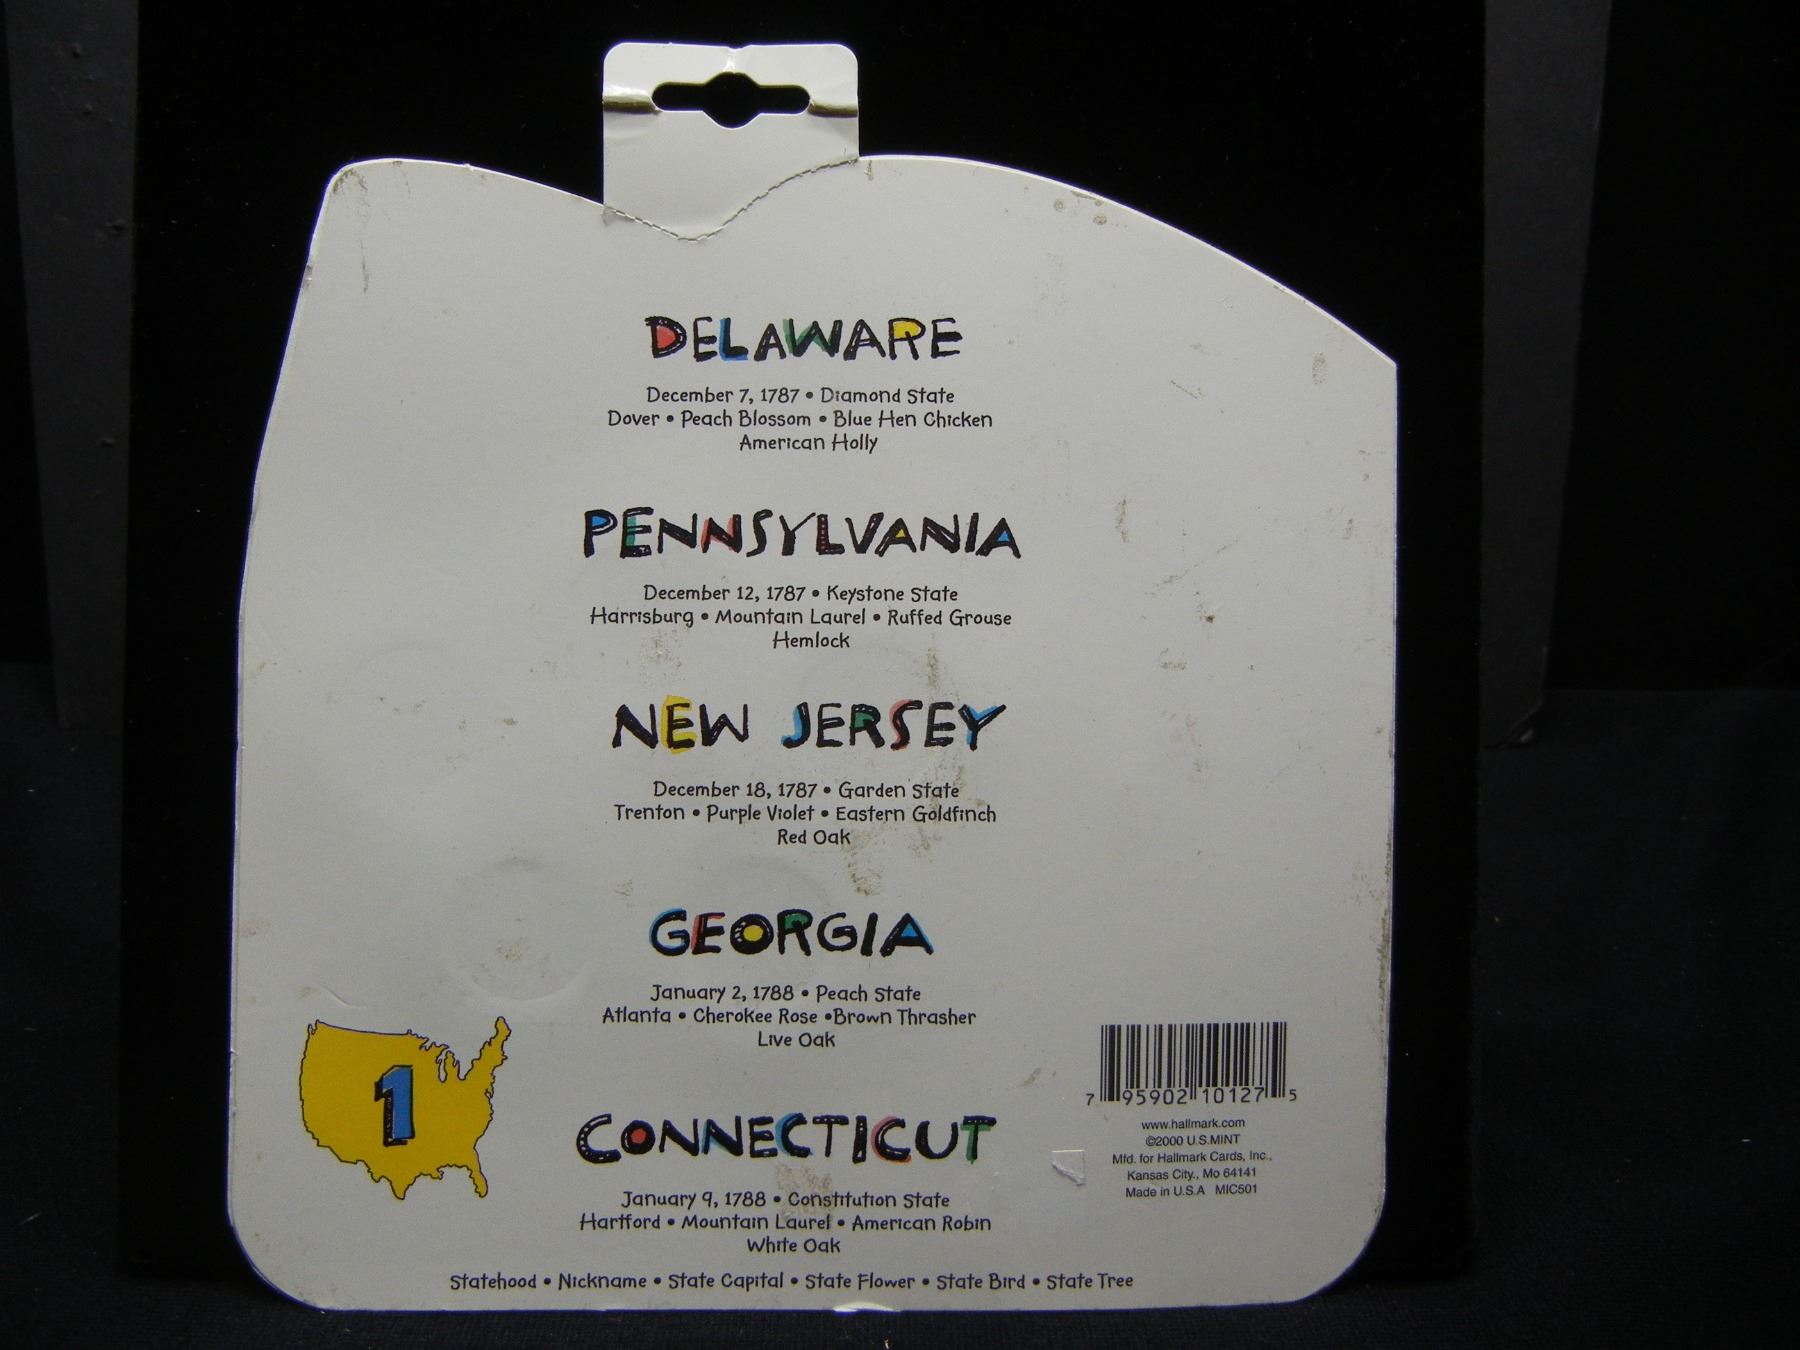 DELAWARE
December 7, 1787 • Diamond State
Dover • Peach Blossom • Blue Hen Chicken
American Holly
PENNSYLVANIA
December 12, 1787 • Keystone State
Harrisburg • Mountain Laurel • Ruffed Grouse
Hemlock
NEW JERSEY
December 18, 1787 • Garden State
Trenton • Purple Violet • Eastern Goldfinch
Red Oak
GEORGIA
January 2, 1788 • Peach State
Atlanta • Cherokee Rose •Brown Thrasher
Live Oak
1
CONNECTICUT
January 9, 1788 • Constitution State
Hartford • Mountain Laurel • American Robin
White Oak
Statehood • Nickname • State Capital • State Flower • State Bird • State Tree
7 95902 10127 5
www.hallmark.com
©2000 U.S.MINT
Mfd. for Hallmark Cards, Inc.,
Kansas City., Mo 64141
Made in U.S.A MIC501